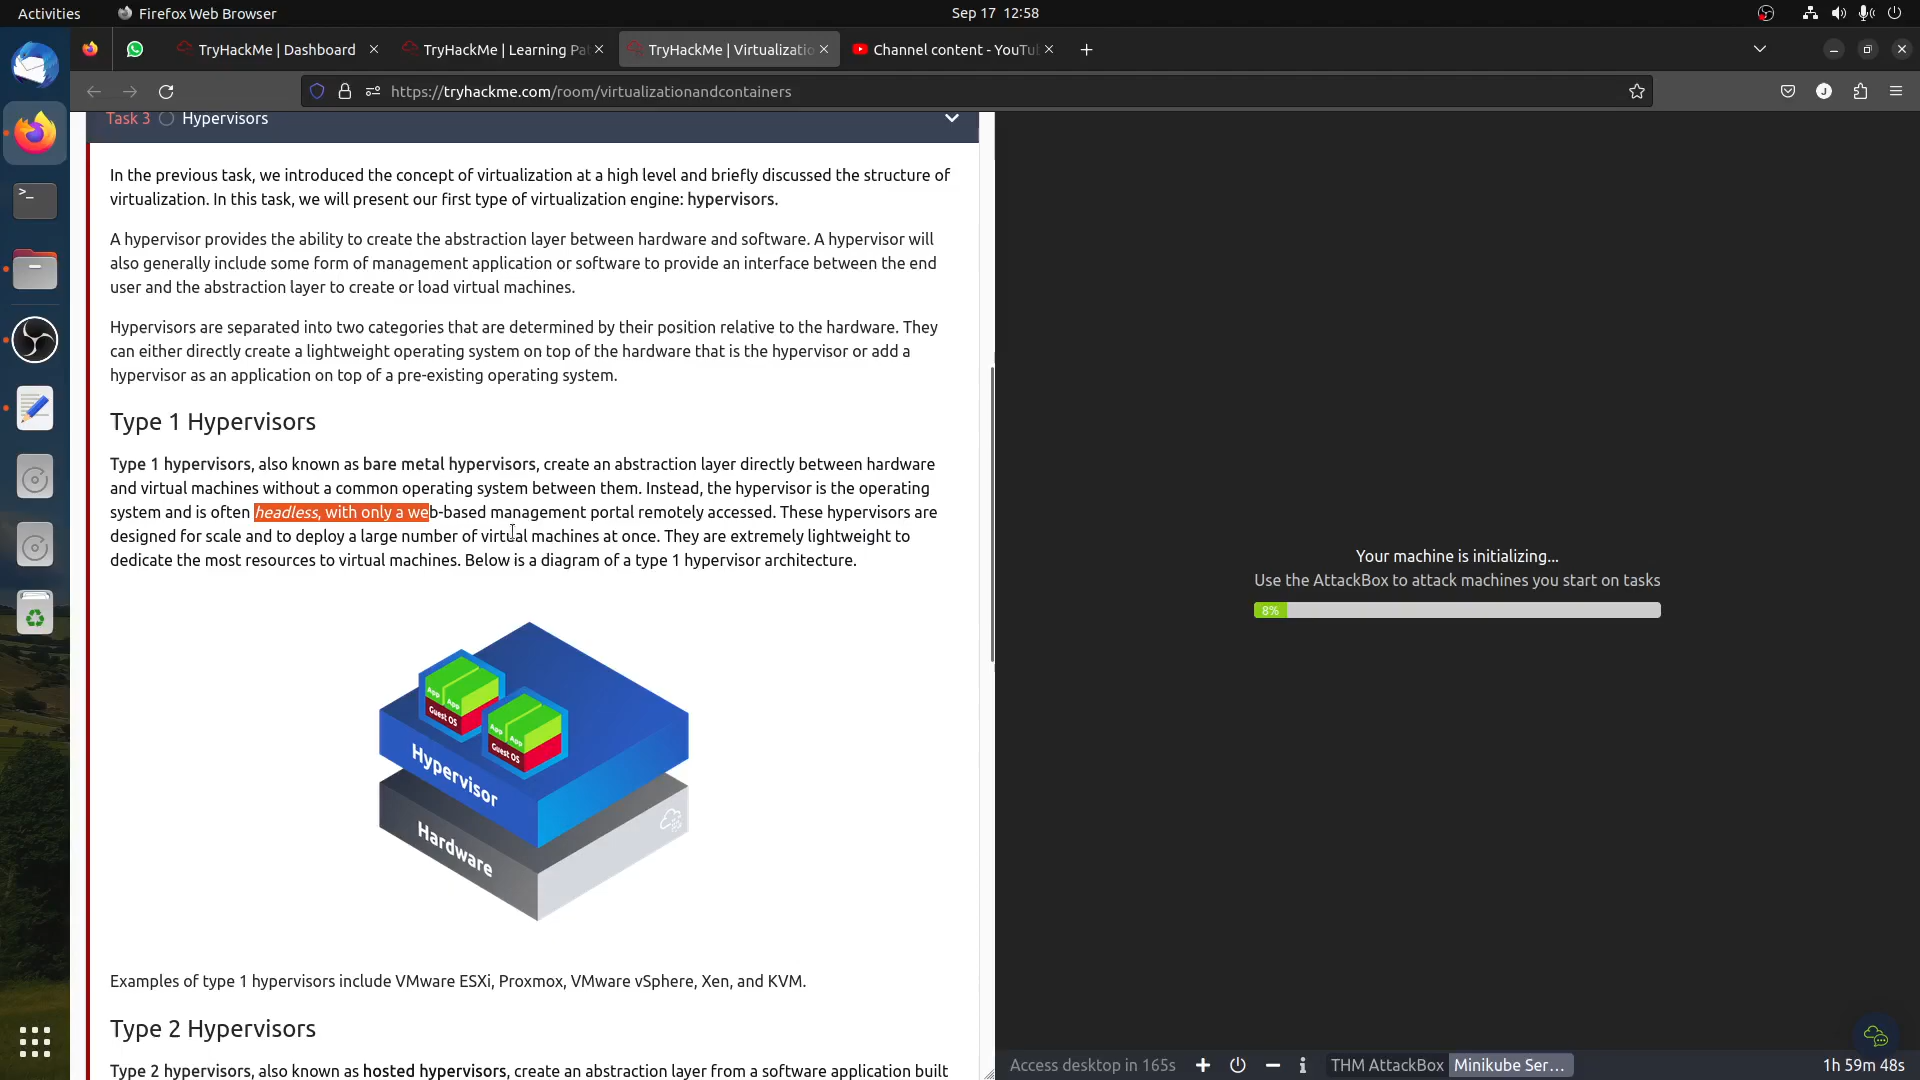 Activities
Firefox Web Browser
Sep 17 12:58
TryHackMe | Dashboard
TryHackMe | Learning Pat
TryHackMe | Virtualizatio
Channel content - YouTu
https://tryhackme.com/room/virtualizationandcontainers
Task 3 Hypervisors
In the previous task, we introduced the concept of virtualization at a high level and briefly discussed the structure of
virtualization. In this task, we will present our first type of virtualization engine: hypervisors.
A hypervisor provides the ability to create the abstraction layer between hardware and software. A hypervisor will
also generally include some form of management application or software to provide an interface between the end
user and the abstraction layer to create or load virtual machines.
Hypervisors are separated into two categories that are determined by their position relative to the hardware. They
can either directly create a lightweight operating system on top of the hardware that is the hypervisor or add a
hypervisor as an application on top of a pre-existing operating system.
Type 1 Hypervisors
Type 1 hypervisors, also known as bare metal hypervisors, create an abstraction layer directly between hardware
and virtual machines without a common operating system between them. Instead, the hypervisor is the operating
system and is often headless, with only a web-based management portal remotely accessed. These hypervisors are
designed for scale and to deploy a large number of virtual machines at once. They are extremely lightweight to
dedicate the most resources to virtual machines. Below is a diagram of a type 1 hypervisor architecture.
App App
Guest OS
App App
Guest OS
Hypervisor
Hardware
Examples of type 1 hypervisors include VMware ESXi, Proxmox, VMware vSphere, Xen, and KVM.
Type 2 Hypervisors
Type 2 hypervisors, also known as hosted hypervisors, create an abstraction layer from a software application built
Your machine is initializing...
Use the AttackBox to attack machines you start on tasks
8%
Access desktop in 165s
THM AttackBox
Minikube Ser...
1h 59m 48s